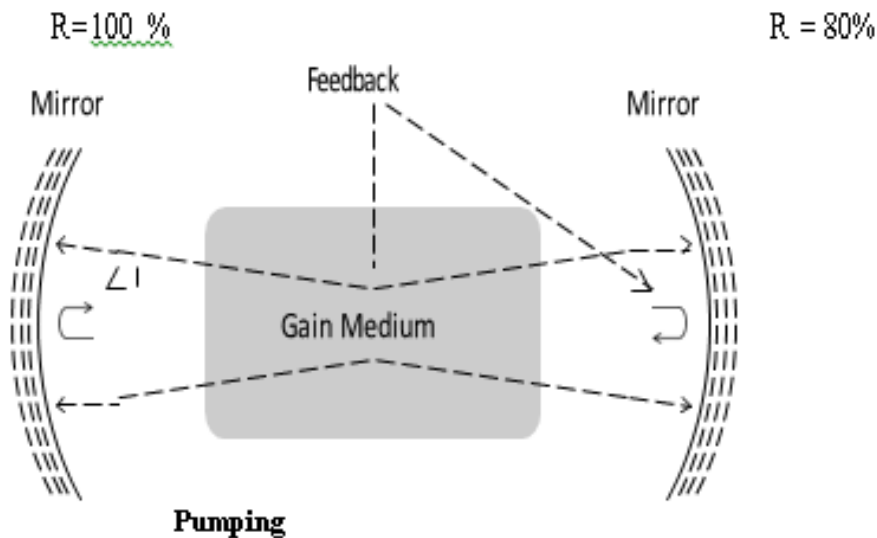 R=100 % R = 80%
Feedback
Mirror Mirror
∠I
Gain Medium
Pumping